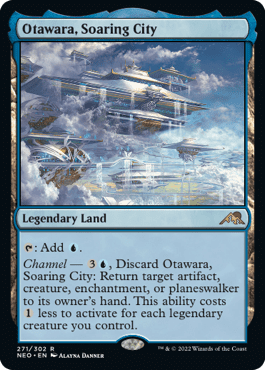 Otawara, Soaring City
Legendary Land
: Add .
Channel — 3, Discard Otawara,
Soaring City: Return target artifact,
creature, enchantment, or planeswalker
to its owner's hand. This ability costs
1 less to activate for each legendary
creature you control.
271/302 R
NEO • EN Alayna Danner
™ & © 2022 Wizards of the Coast